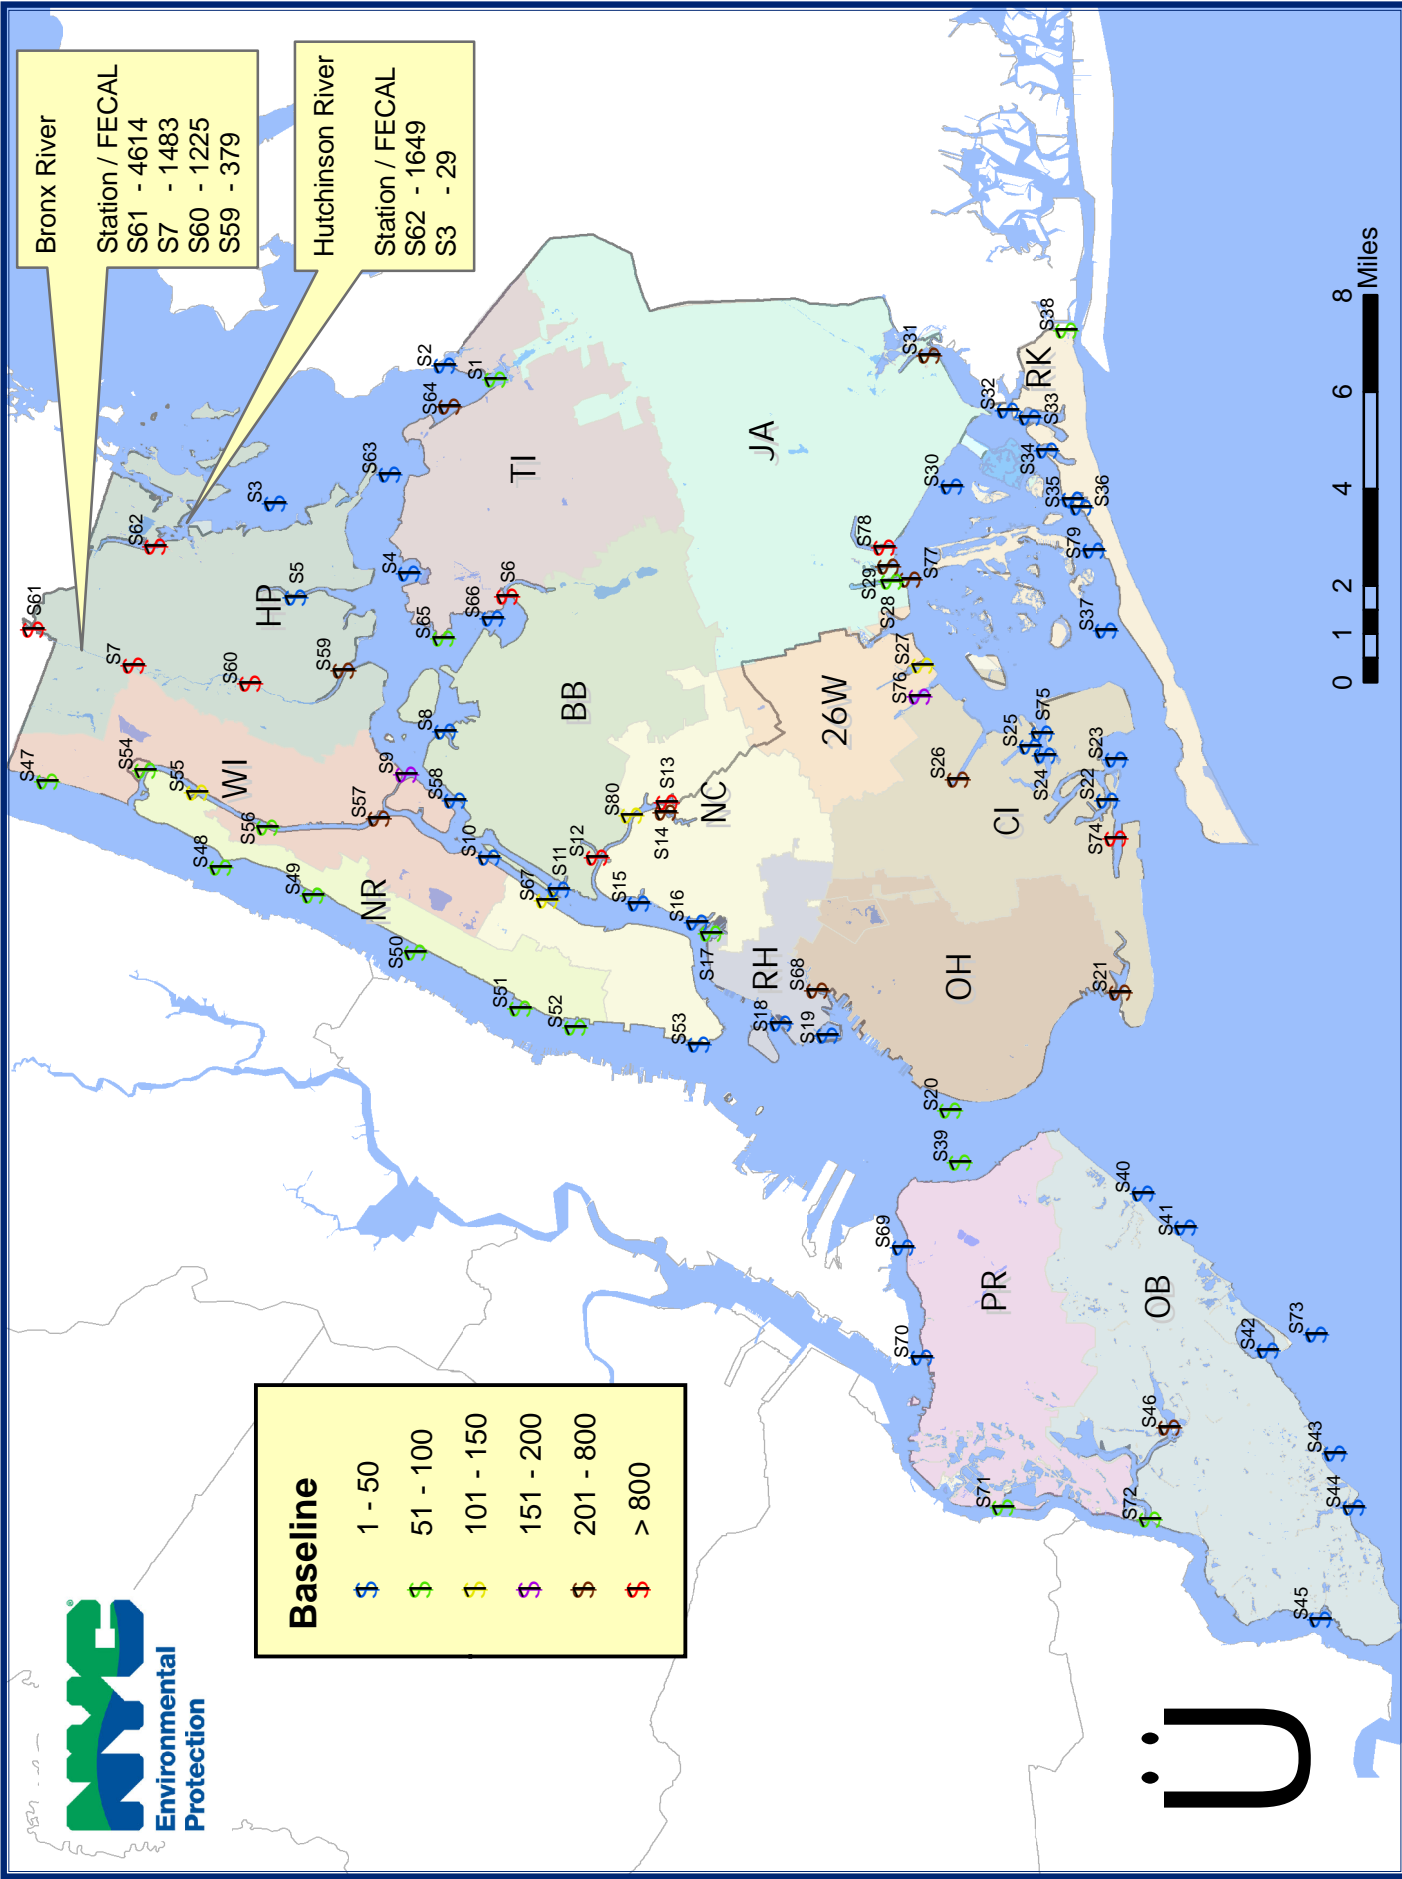 NYC
Environmental
Protection
Baseline
1 - 50
51 - 100
101 - 150
151 - 200
201 - 800
> 800
Bronx River
Station / FECAL
S61 - 4614
S7 - 1483
S60 - 1225
S59 - 379
Hutchinson River
Station / FECAL
S62 - 1649
S3 - 29
S47
S61
S7
S54
S62
S55
WI
S60
HP
S5
S3
S48
S56
S59
S49
NR
S57
S9
S4
S63
S2
S64
S1
S50
S8
S65
S58
S66
S6
TI
S10
S51
S67
S11
S12
BB
S52
S15
S80
S14
S13
NC
S53
S16
S17
RH
JA
S18
S68
S19
26W
S78
S29
S28
S77
S31
S69
S20
S76
S27
S30
S70
S39
OH
S26
S32
PR
CI
S25
S75
S24
S34
S33
RK
S38
S71
S35
S36
S79
S40
S21
S74
S22
S23
S37
S72
S46
OB
S41
S42
S73
S45
S44
S43
Ü
0
1
2
4
6
8
Miles